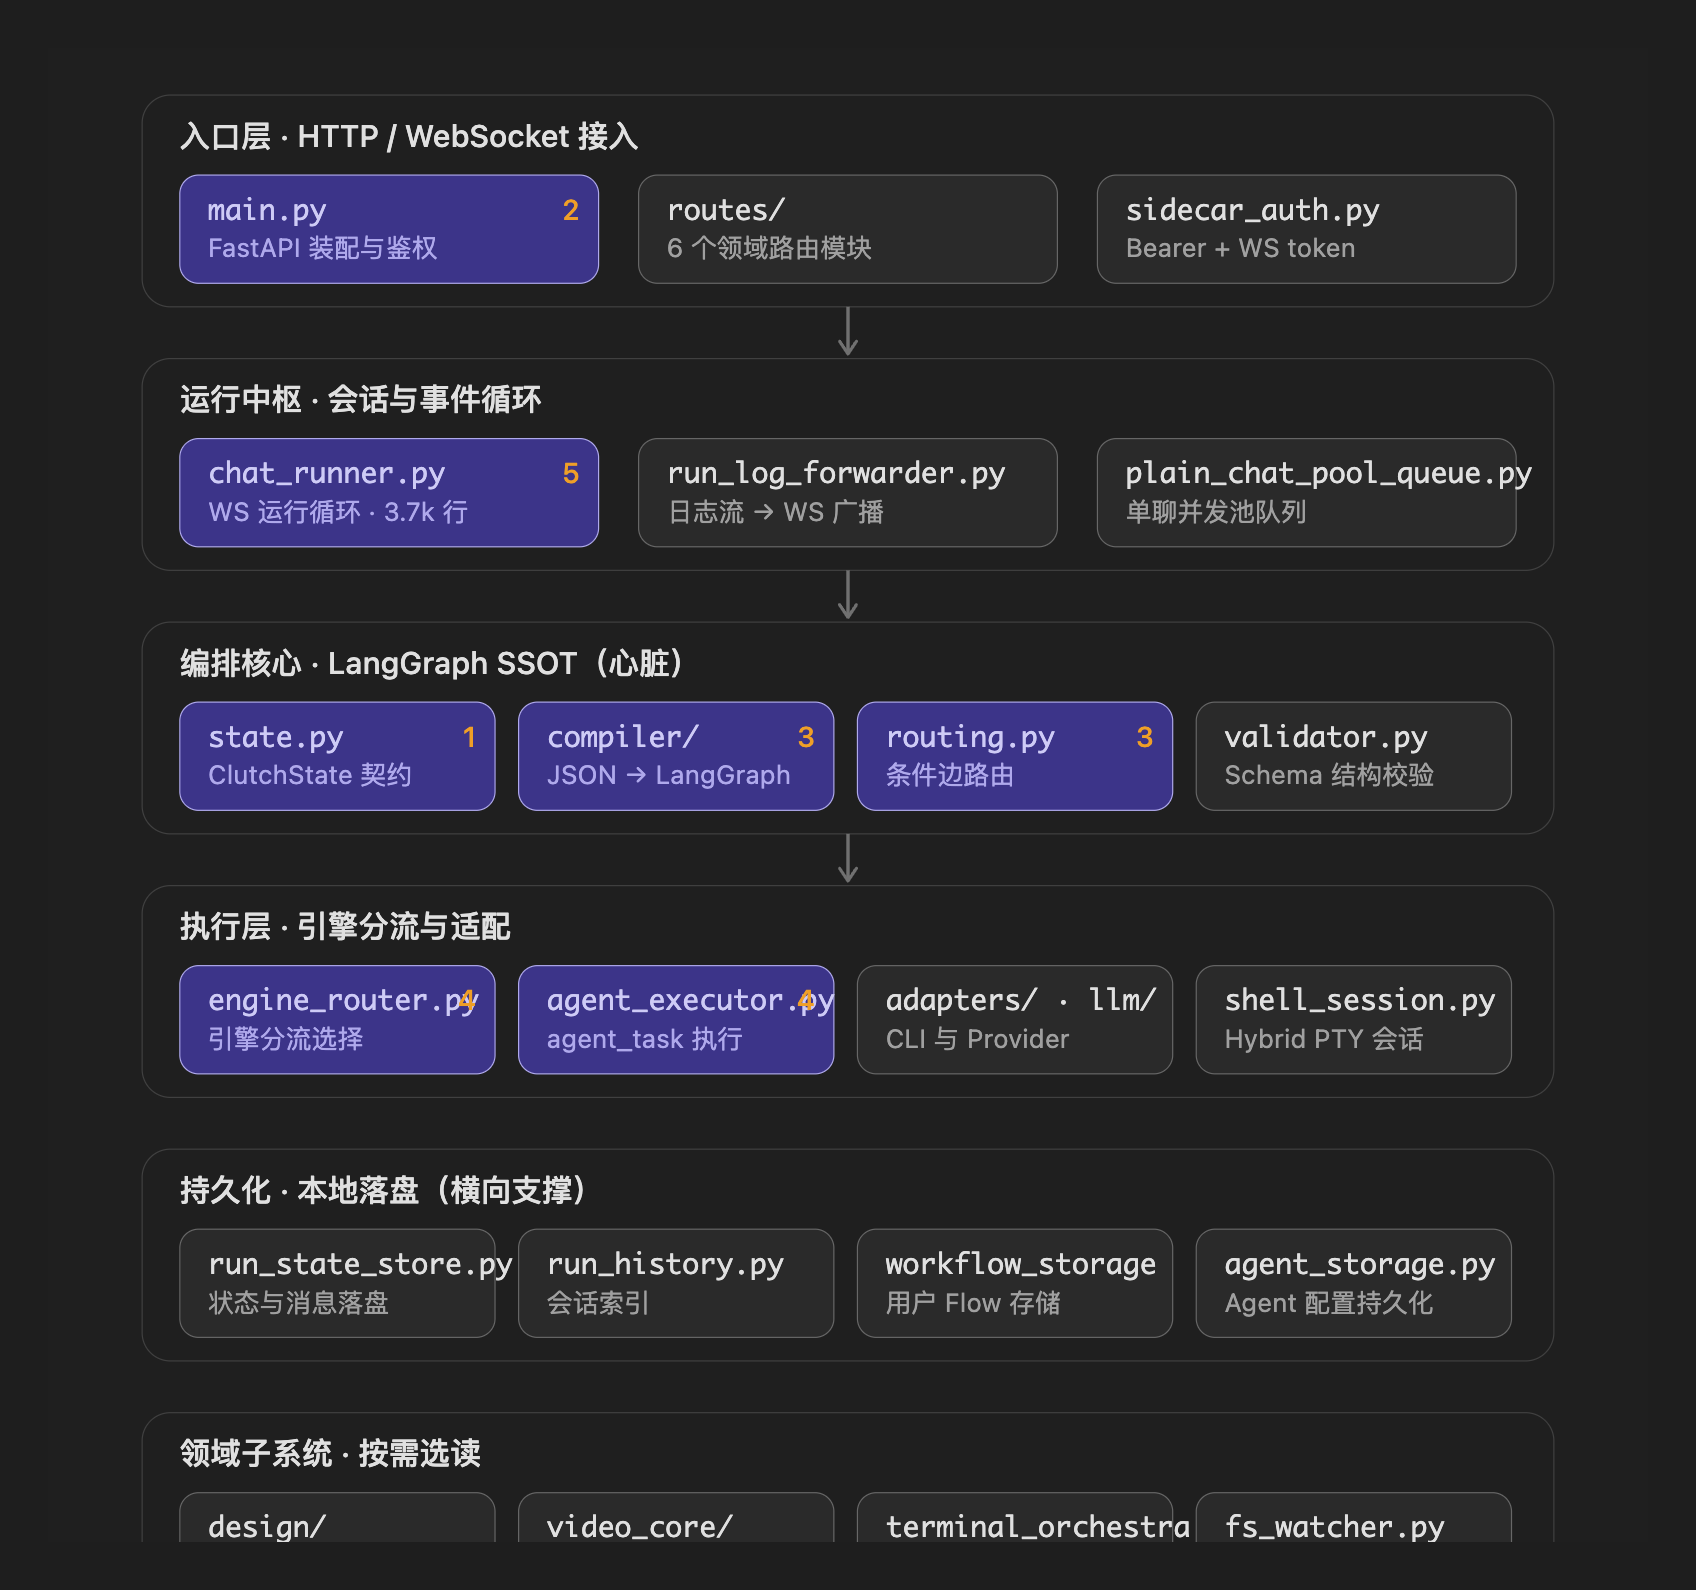 入口层 · HTTP / WebSocket 接入
main.py 2
FastAPI 装配与鉴权
routes/
6 个领域路由模块
sidecar_auth.py
Bearer + WS token
运行中枢 · 会话与事件循环
chat_runner.py 5
WS 运行循环 · 3.7k 行
run_log_forwarder.py
日志流 → WS 广播
plain_chat_pool_queue.py
单聊并发池队列
编排核心 · LangGraph SSOT（心脏）
state.py 1
ClutchState 契约
compiler/ 3
JSON → LangGraph
routing.py 3
条件边路由
validator.py
Schema 结构校验
执行层 · 引擎分流与适配
engine_router.py 4
引擎分流选择
agent_executor.py 4
agent_task 执行
adapters/ · llm/
CLI 与 Provider
shell_session.py
Hybrid PTY 会话
持久化 · 本地落盘（横向支撑）
run_state_store.py
状态与消息落盘
run_history.py
会话索引
workflow_storage
用户 Flow 存储
agent_storage.py
Agent 配置持久化
领域子系统 · 按需选读
design/
video_core/
terminal_orchestra
fs_watcher.py